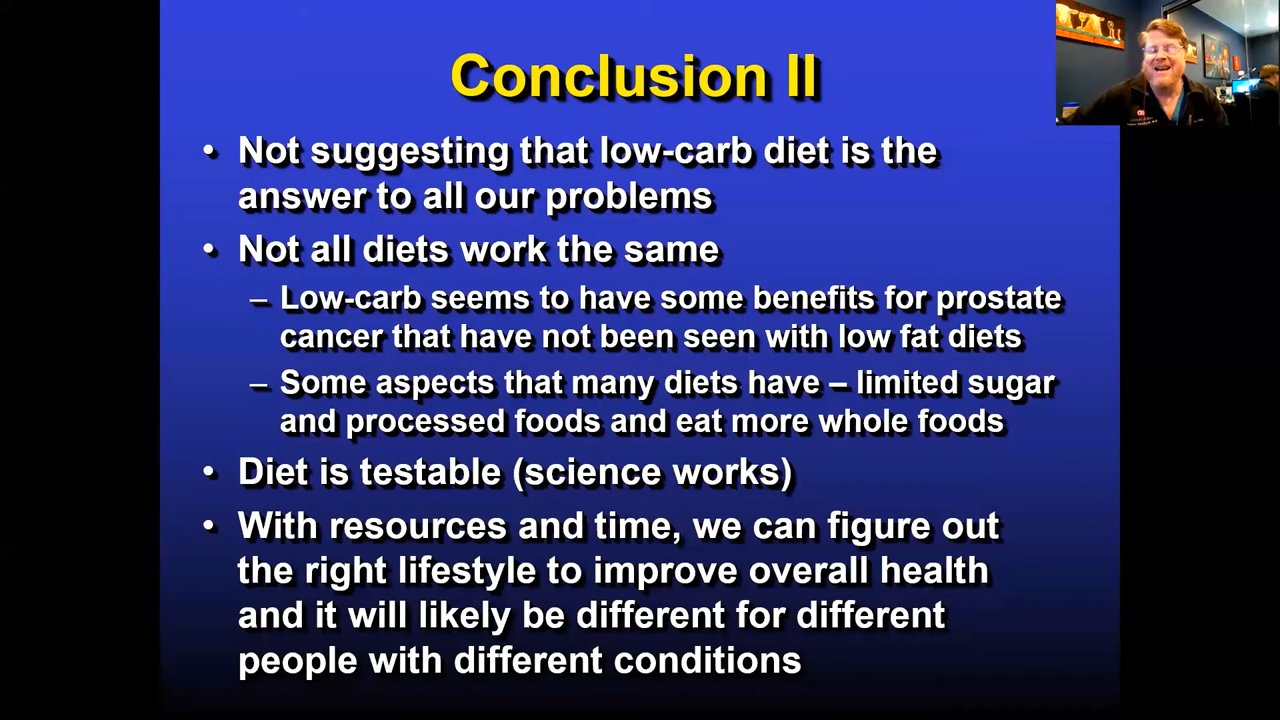 Conclusion II
• Not suggesting that low-carb diet is the
answer to all our problems
• Not all diets work the same
– Low-carb seems to have some benefits for prostate
cancer that have not been seen with low fat diets
– Some aspects that many diets have – limited sugar
and processed foods and eat more whole foods
• Diet is testable (science works)
• With resources and time, we can figure out
the right lifestyle to improve overall health
and it will likely be different for different
people with different conditions